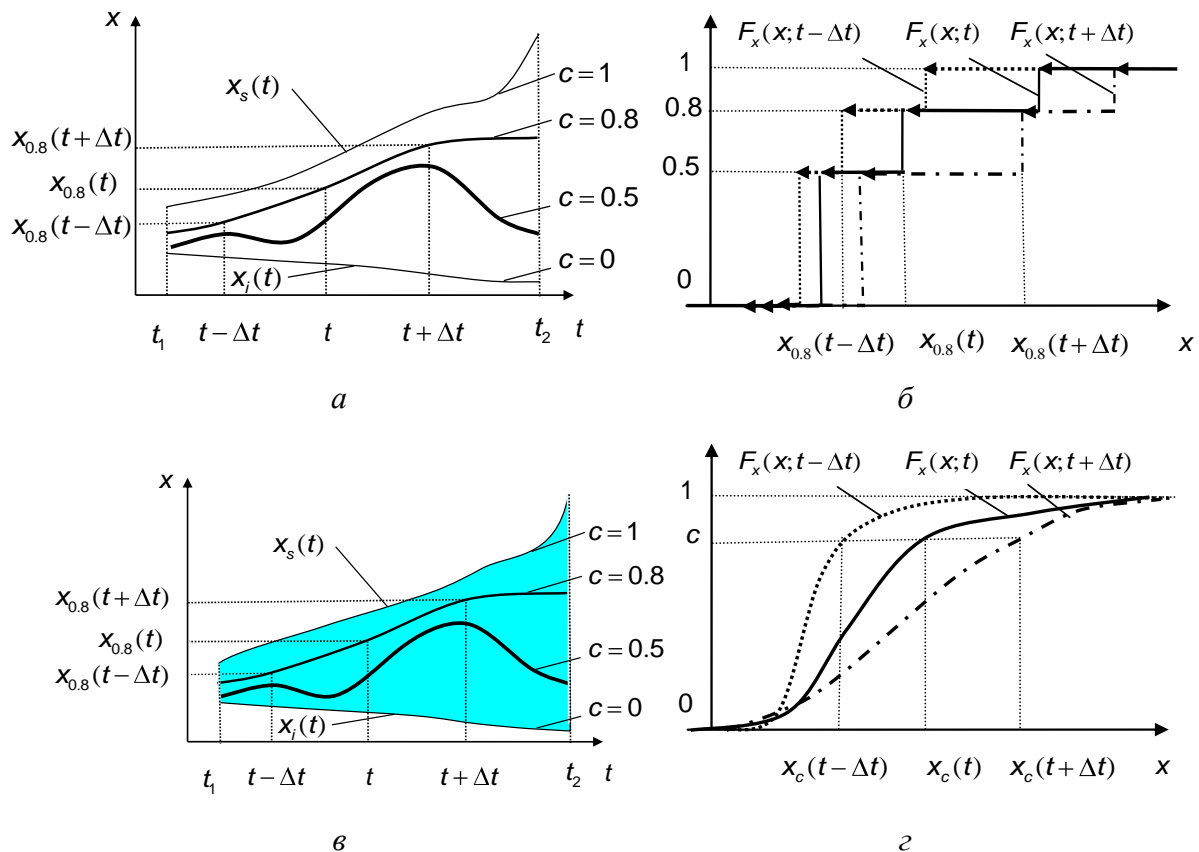 x
x_s(t)
c = 1
x_{0.8}(t + Δt)
c = 0.8
x_{0.8}(t)
c = 0.5
x_{0.8}(t − Δt)
x_i(t)
c = 0
t_1 t − Δt t t + Δt t_2 t
а
F_x(x; t − Δt) F_x(x; t) F_x(x; t + Δt)
1
0.8
0.5
0
x_{0.8}(t − Δt) x_{0.8}(t) x_{0.8}(t + Δt) x
б
x
x_s(t)
c = 1
c = 0.8
x_{0.8}(t + Δt)
x_{0.8}(t)
c = 0.5
x_{0.8}(t − Δt)
x_i(t)
c = 0
t_1 t − Δt t t + Δt t_2 t
в
F_x(x; t − Δt) F_x(x; t) F_x(x; t + Δt)
1
c
0
x_c(t − Δt) x_c(t) x_c(t + Δt) x
г